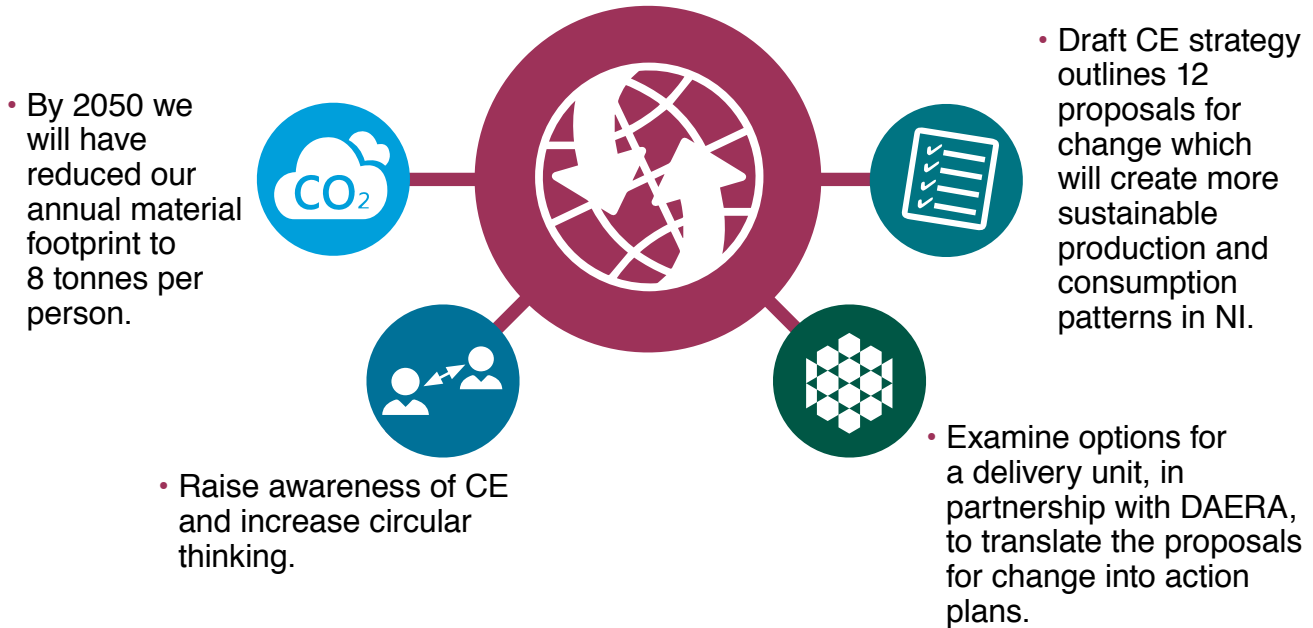 • By 2050 we
will have
reduced our
annual material
footprint to
8 tonnes per
person.
CO2
• Draft CE strategy
outlines 12
proposals for
change which
will create more
sustainable
production and
consumption
patterns in NI.
• Raise awareness of CE
and increase circular
thinking.
• Examine options for
a delivery unit, in
partnership with DAERA,
to translate the proposals
for change into action
plans.